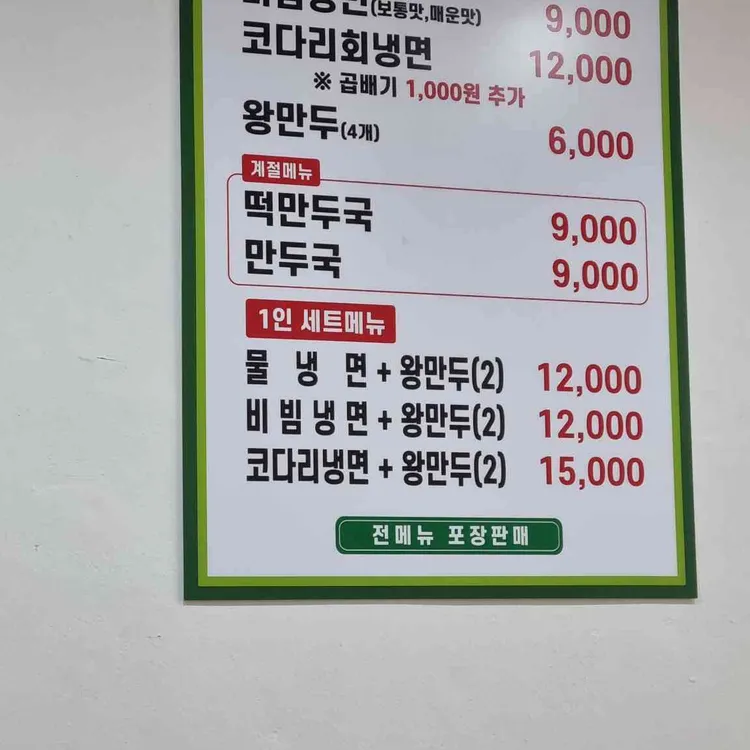 비빔냉면(보통맛,매운맛) 9,000
코다리회냉면 12,000
※ 곱배기 1,000원 추가
왕만두(4개) 6,000
계절메뉴
떡만두국 9,000
만두국 9,000
1인 세트메뉴
물 냉 면 + 왕만두(2) 12,000
비 빔 냉 면 + 왕만두(2) 12,000
코다리냉면 + 왕만두(2) 15,000
전메뉴 포장판매